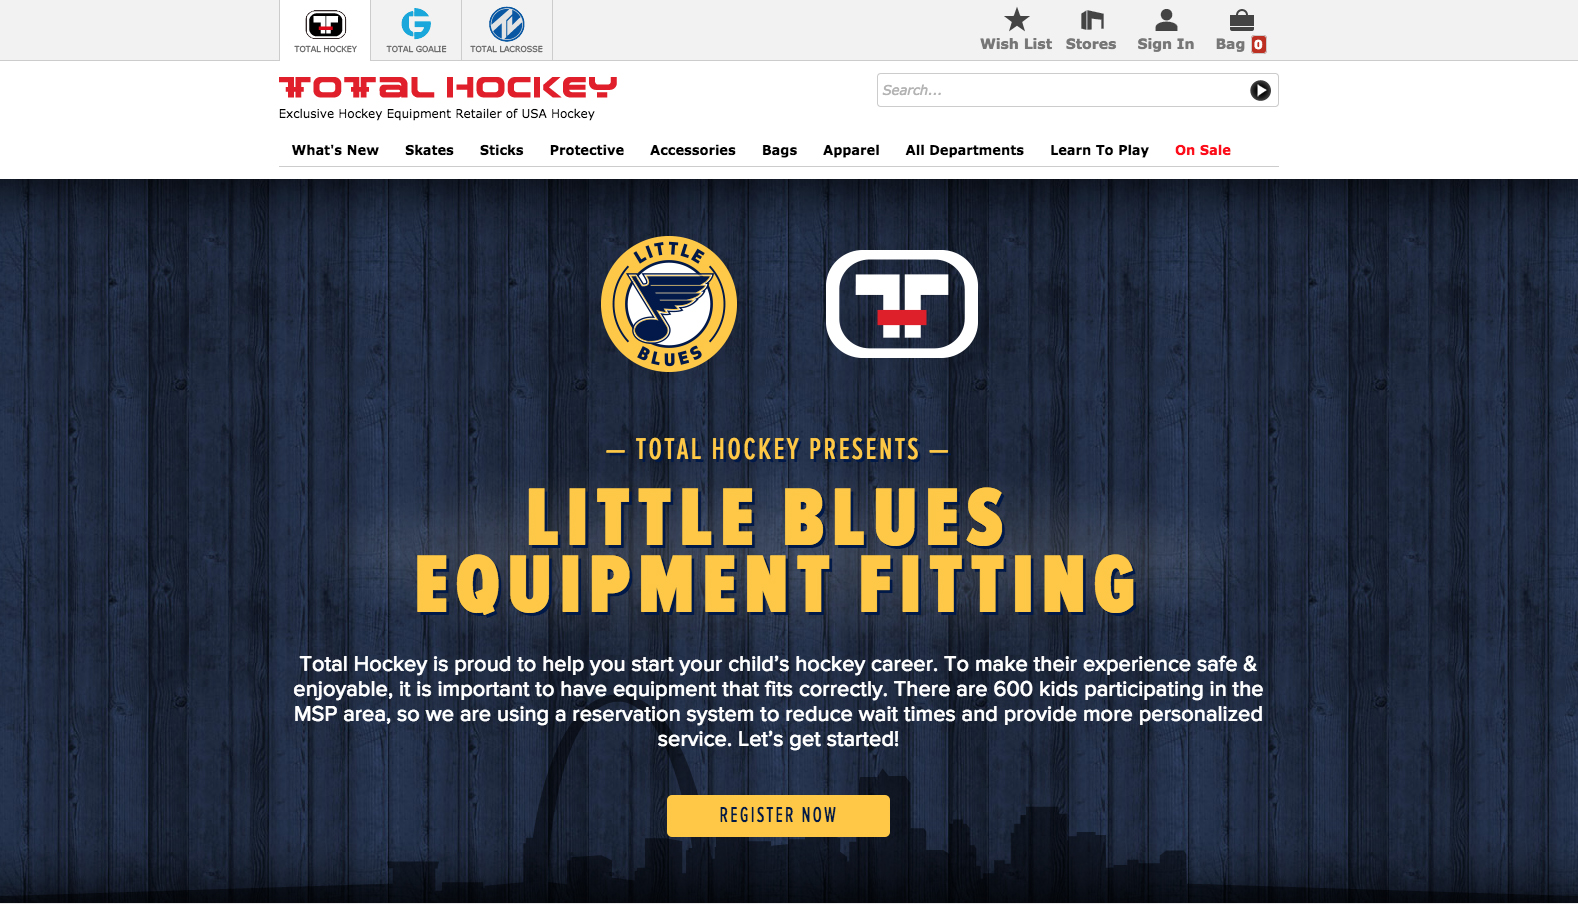 TOTAL HOCKEY
TOTAL GOALIE
TOTAL LACROSSE
Wish List
Stores
Sign In
Bag 0
TOTAL HOCKEY
Exclusive Hockey Equipment Retailer of USA Hockey
Search...
What's New Skates Sticks Protective Accessories Bags Apparel All Departments Learn To Play On Sale
LITTLE
BLUES
— TOTAL HOCKEY PRESENTS —
LITTLE BLUES
EQUIPMENT FITTING
Total Hockey is proud to help you start your child’s hockey career. To make their experience safe &
enjoyable, it is important to have equipment that fits correctly. There are 600 kids participating in the
MSP area, so we are using a reservation system to reduce wait times and provide more personalized
service. Let’s get started!
REGISTER NOW